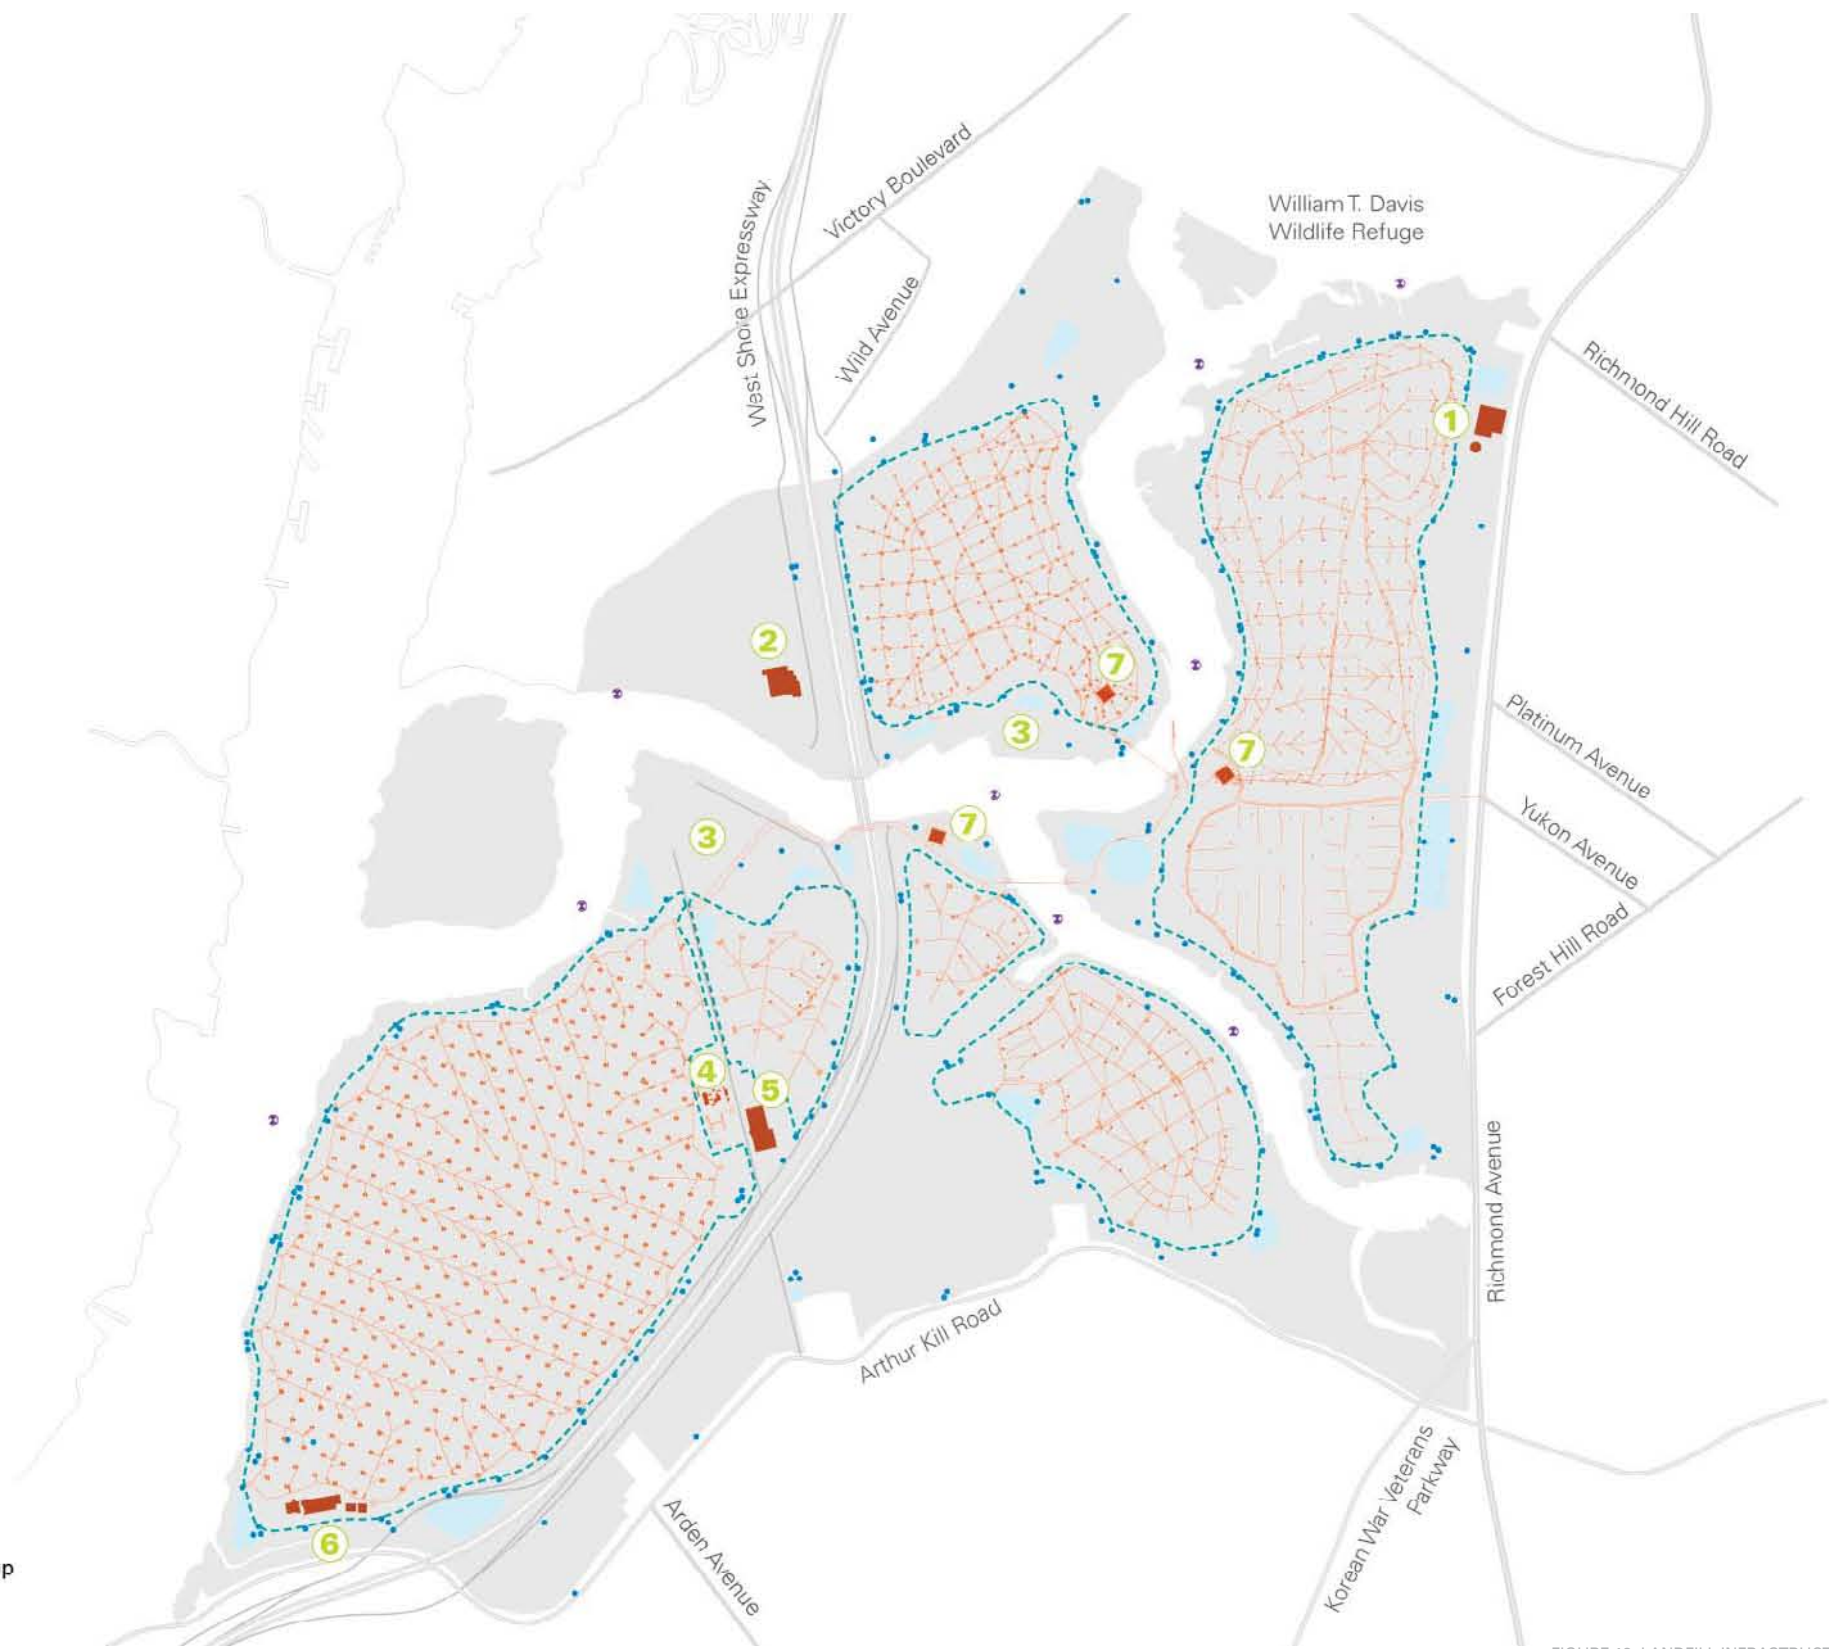 William T. Davis
Wildlife Refuge
Victory Boulevard
West Shore Expressway
Wild Avenue
Richmond Hill Road
1
2
7
3
7
Platinum Avenue
7
3
Yukon Avenue
Forest Hill Road
4
5
Richmond Avenue
Arthur Kill Road
Korean War Veterans
Parkway
Arden Avenue
6
p